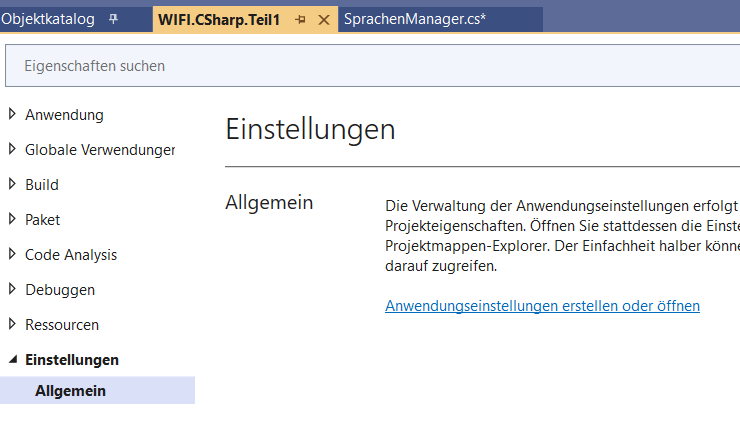 Objektkatalog
WIFI.CSharp.Teil1
SprachenManager.cs*
Eigenschaften suchen
Anwendung
Globale Verwendunger
Build
Paket
Code Analysis
Debuggen
Ressourcen
Einstellungen
Allgemein
Einstellungen
Allgemein
Die Verwaltung der Anwendungseinstellungen erfolgt
Projekteigenschaften. Öffnen Sie stattdessen die Einste
Projektmappen-Explorer. Der Einfachheit halber könne
darauf zugreifen.
Anwendungseinstellungen erstellen oder öffnen